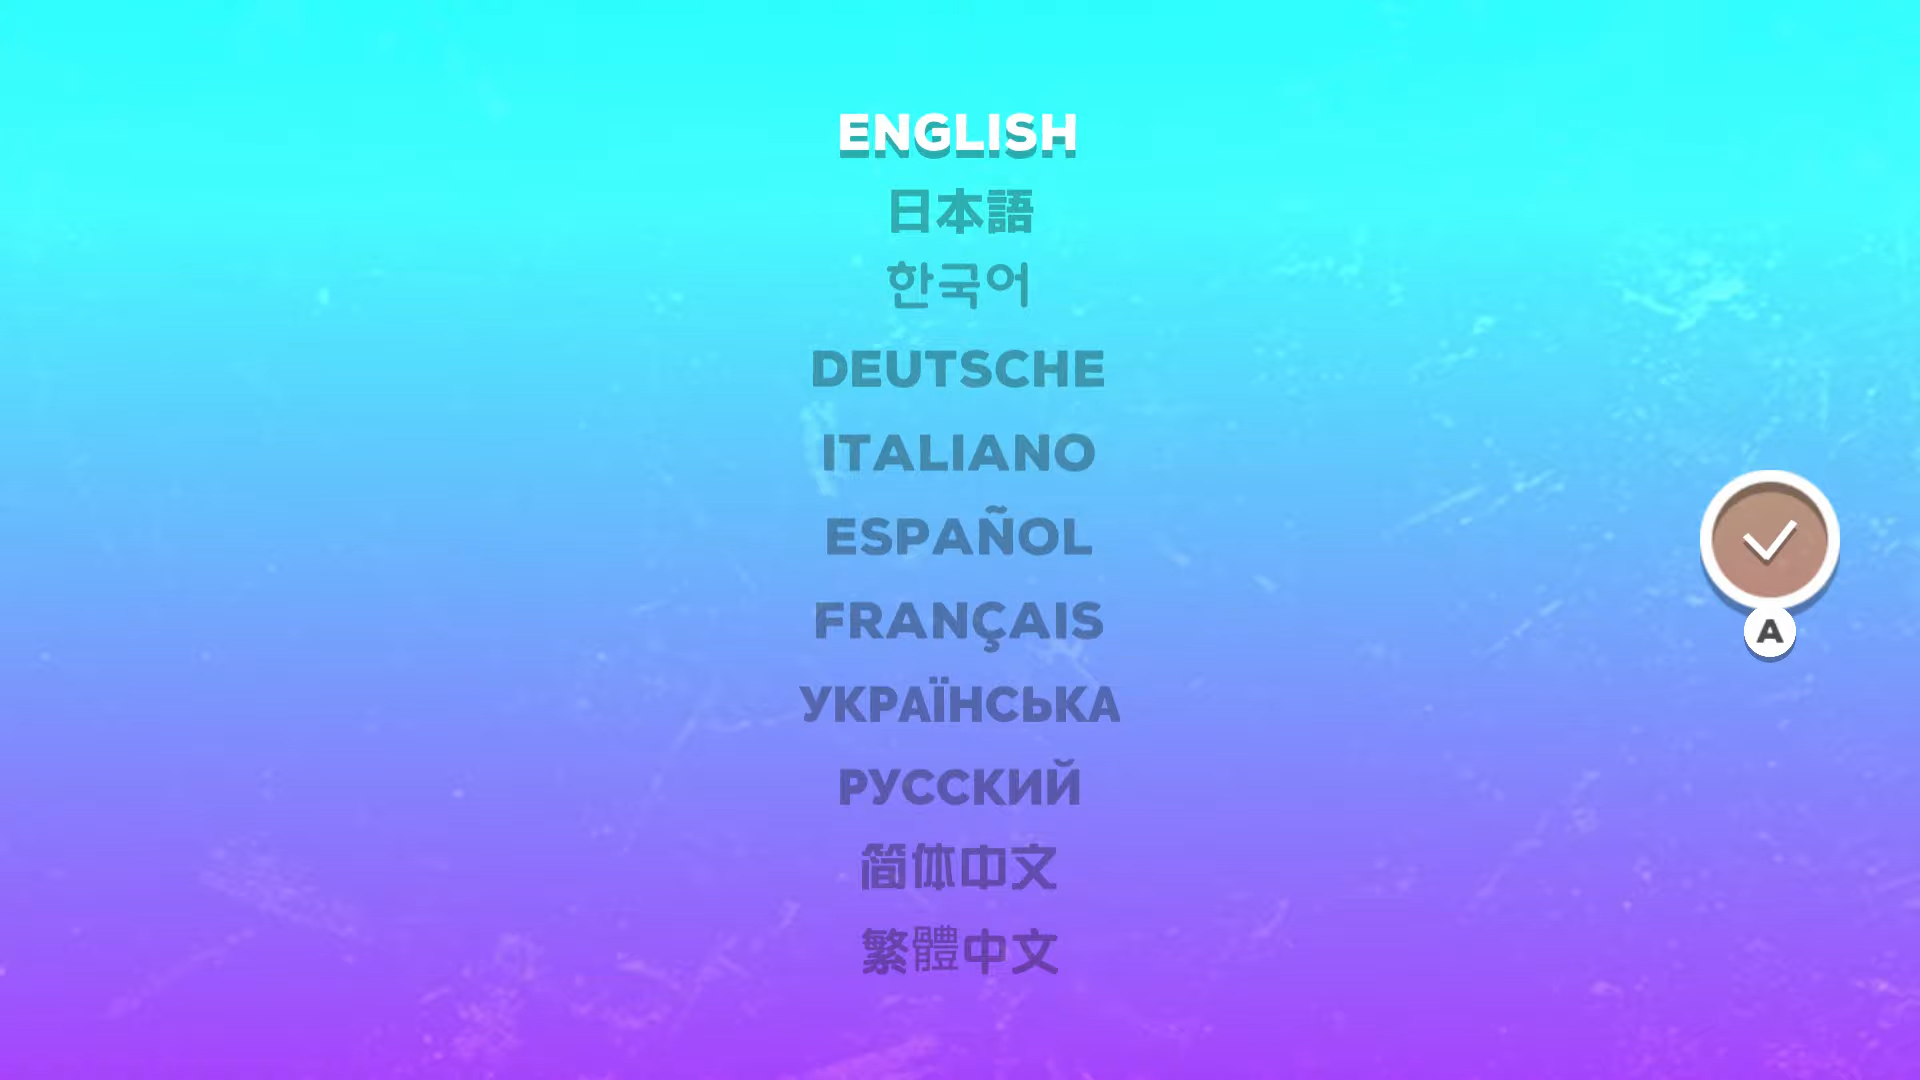 ENGLISH
日本語
한국어
DEUTSCHE
ITALIANO
ESPAÑOL
FRANÇAIS
УКРАЇНСЬКА
РУССКИЙ
简体中文
繁體中文
A